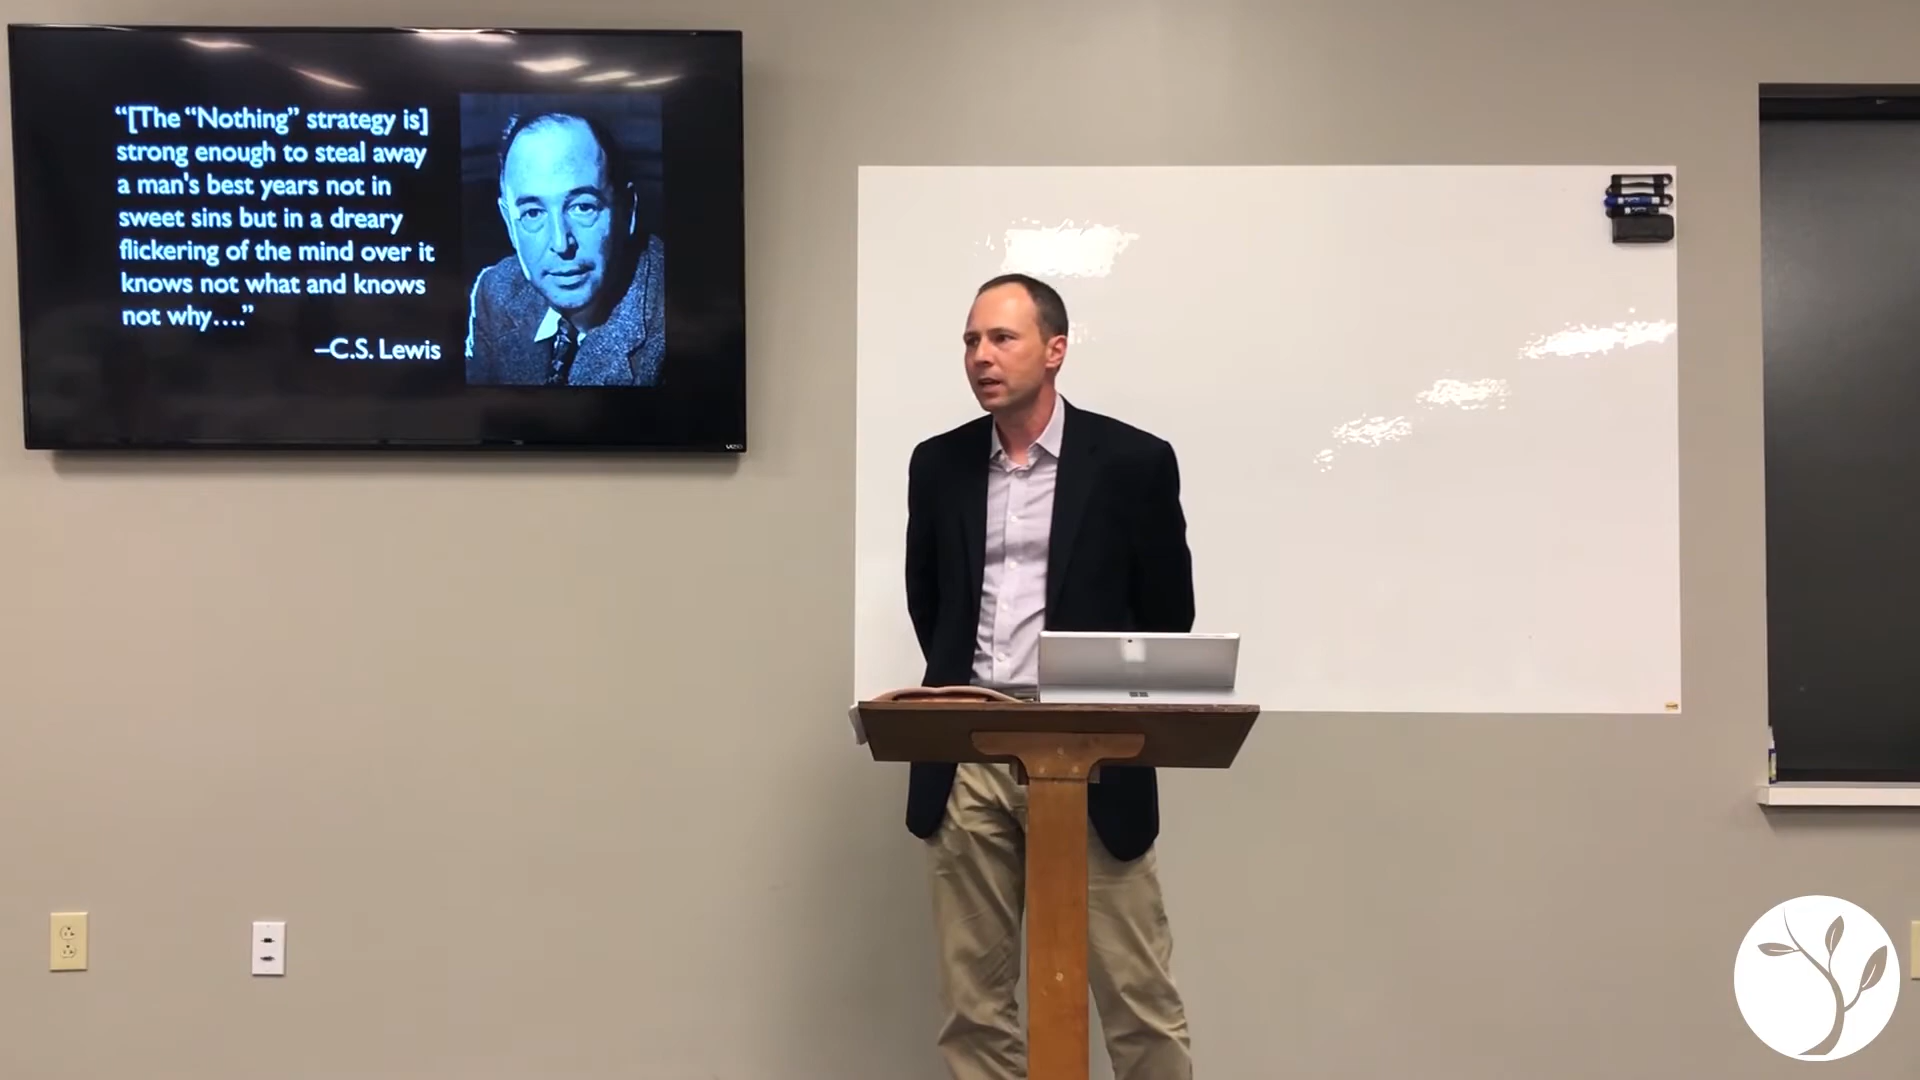 “[The “Nothing” strategy is]
strong enough to steal away
a man's best years not in
sweet sins but in a dreary
flickering of the mind over it
knows not what and knows
not why….”
–C.S. Lewis
VIZIO